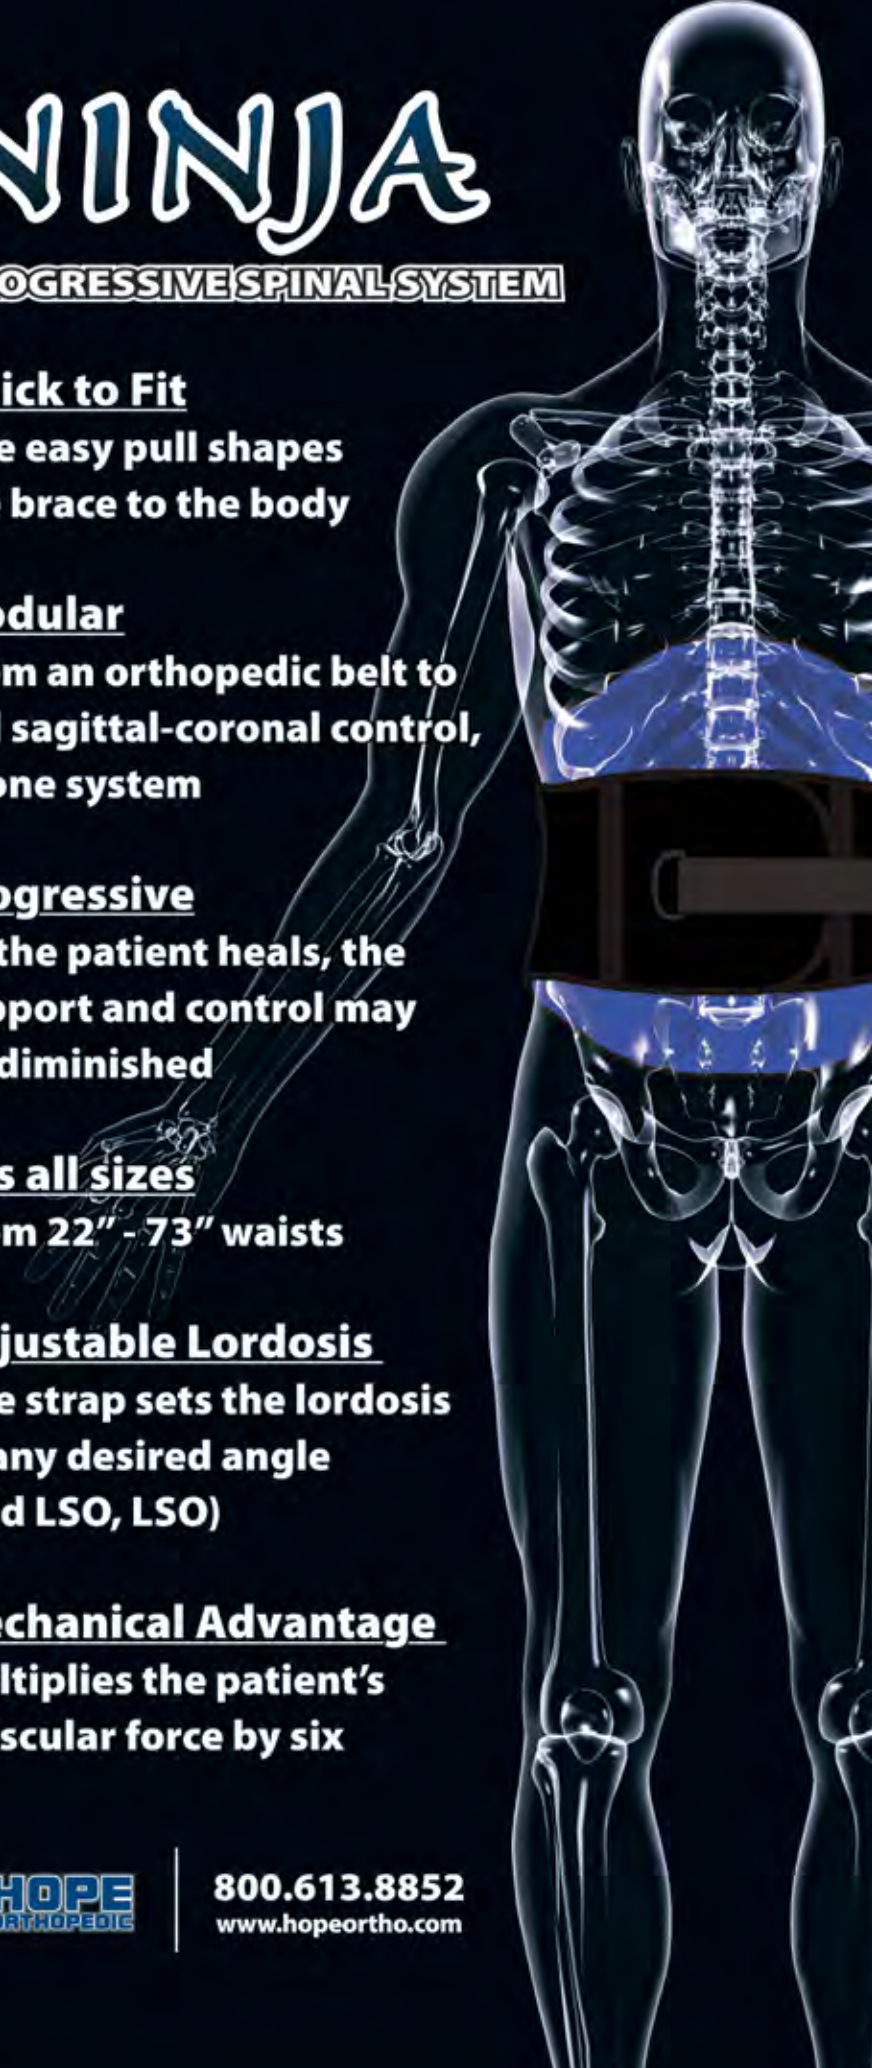 NINJA
OGRESSIVE SPINAL SYSTEM
ick to Fit
e easy pull shapes
brace to the body
odular
om an orthopedic belt to
l sagittal-coronal control,
one system
ogressive
the patient heals, the
pport and control may
diminished
s all sizes
om 22" - 73" waists
justable Lordosis
e strap sets the lordosis
any desired angle
d LSO, LSO)
echanical Advantage
ltiplies the patient's
scular force by six
HOPE
ORTHOPEDIC
800.613.8852
www.hopeortho.com